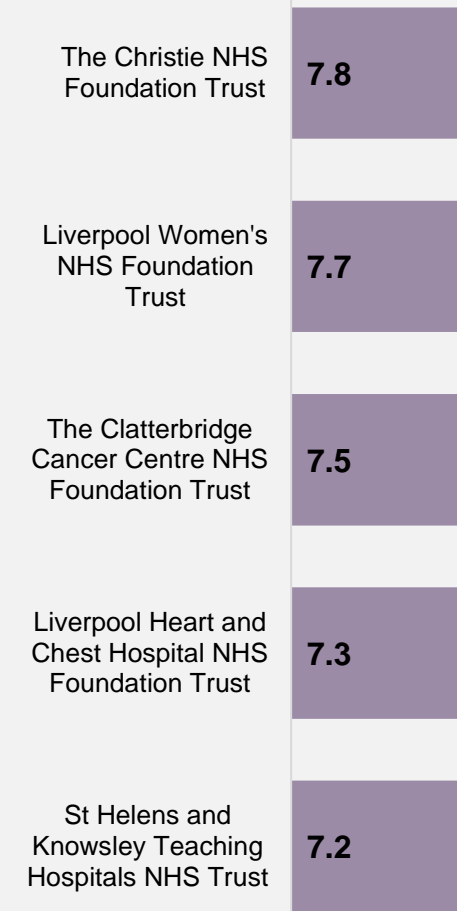 The Christie NHS
Foundation Trust
7.8
Liverpool Women's
NHS Foundation
Trust
7.7
The Clatterbridge
Cancer Centre NHS
Foundation Trust
7.5
Liverpool Heart and
Chest Hospital NHS
Foundation Trust
7.3
St Helens and
Knowsley Teaching
Hospitals NHS Trust
7.2